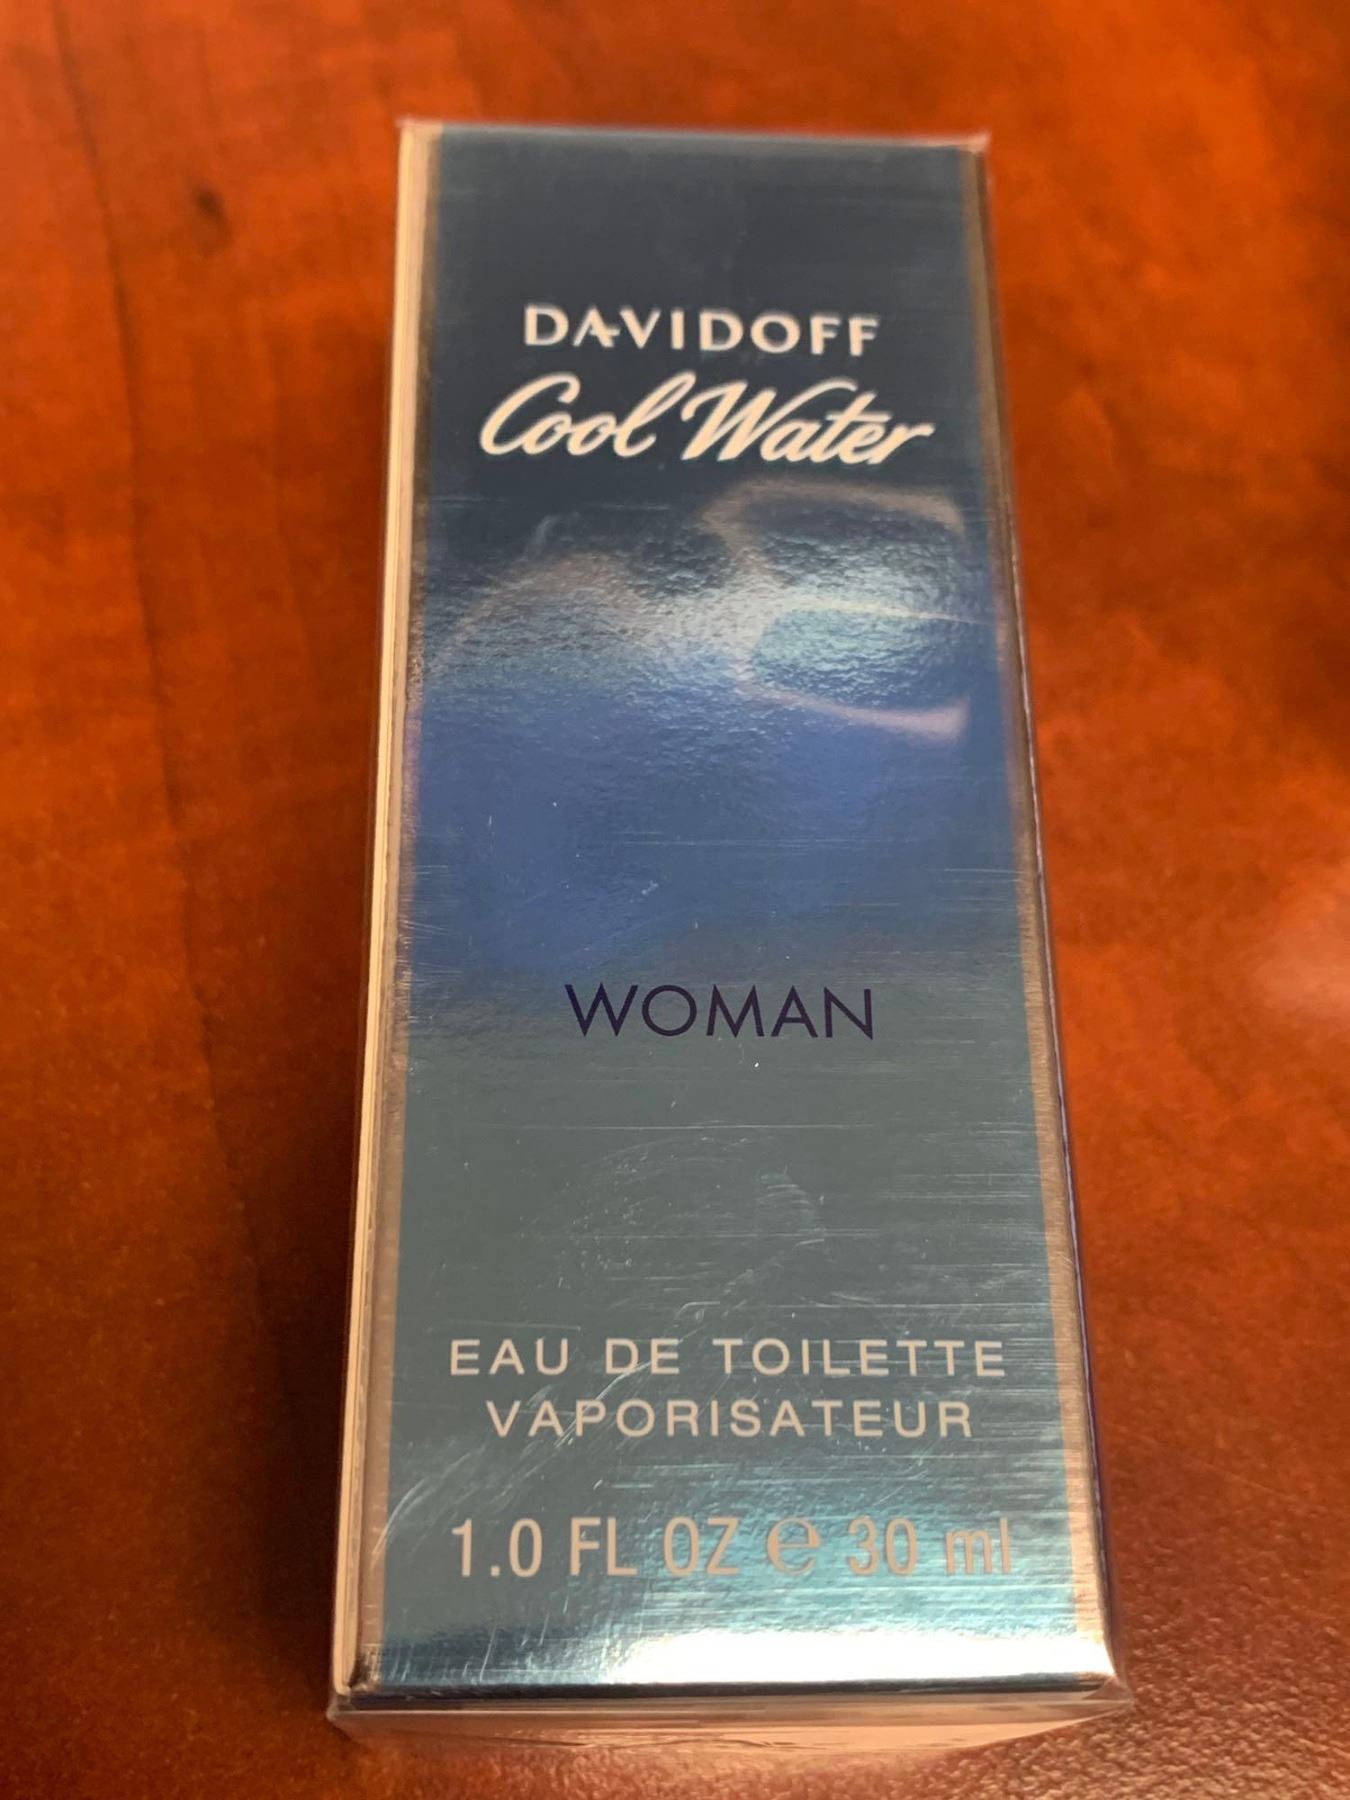 DAVIDOFF
Cool Water
WOMAN
EAU DE TOILETTE
VAPORISATEUR
1.0 FL OZ ℮ 30 ml